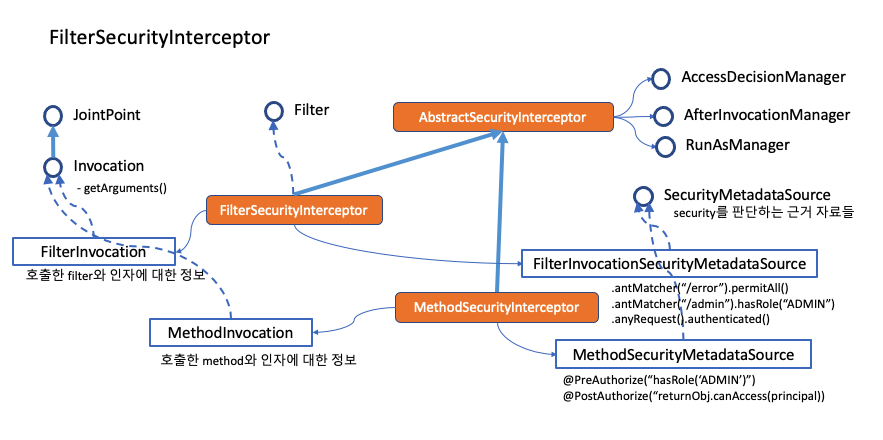 FilterSecurityInterceptor
AccessDecisionManager
JointPoint
Filter
AbstractSecurityInterceptor
AfterInvocationManager
RunAsManager
Invocation
- getArguments()
SecurityMetadataSource
security를 판단하는 근거 자료들
FilterSecurityInterceptor
FilterInvocation
호출한 filter와 인자에 대한 정보
FilterInvocationSecurityMetadataSource
.antMatcher(“/error”).permitAll()
.antMatcher(“/admin”).hasRole(“ADMIN”)
.anyRequest().authenticated()
MethodSecurityInterceptor
MethodInvocation
호출한 method와 인자에 대한 정보
MethodSecurityMetadataSource
@PreAuthorize(“hasRole(‘ADMIN’)”)
@PostAuthorize(“returnObj.canAccess(principal))